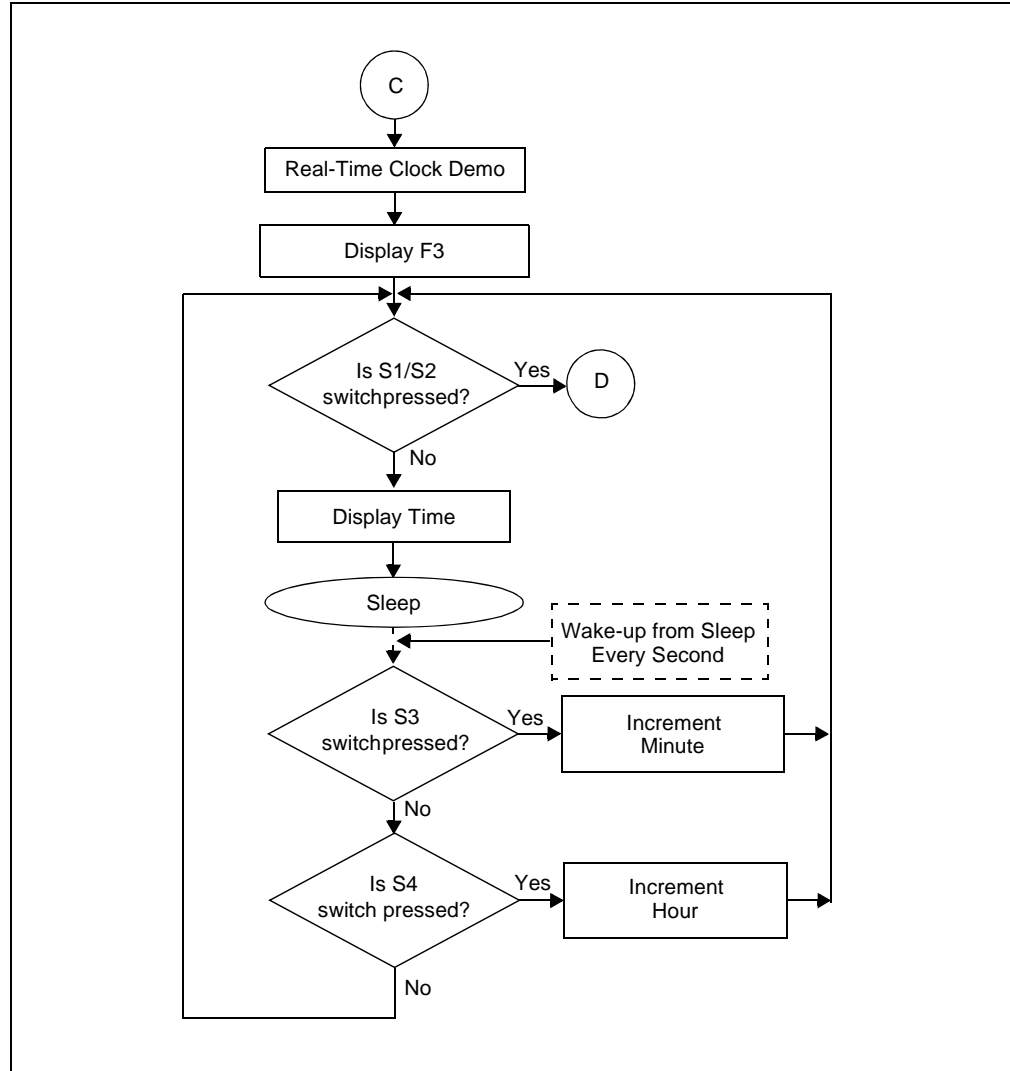 C
Real-Time Clock Demo
Display F3
Is S1/S2
switchpressed?
Yes
D
No
Display Time
Sleep
Wake-up from Sleep
Every Second
Is S3
switchpressed?
Yes
Increment
Minute
No
Is S4
switch pressed?
Yes
Increment
Hour
No